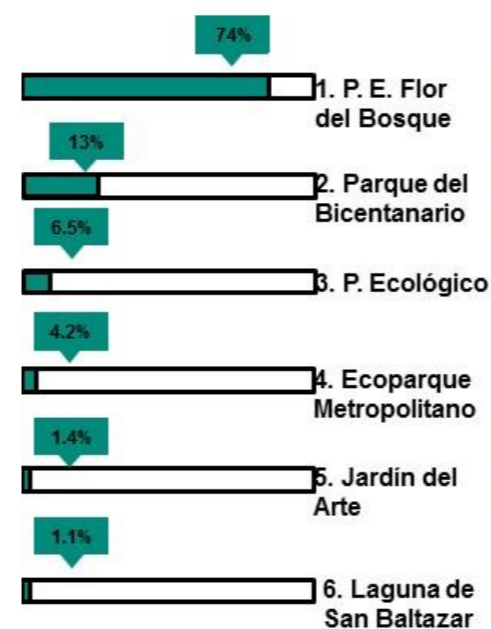 74%
1. P. E. Flor
del Bosque
13%
2. Parque del
Bicentanario
6.5%
3. P. Ecológico
4.2%
4. Ecoparque
Metropolitano
1.4%
5. Jardín del
Arte
1.1%
6. Laguna de
San Baltazar